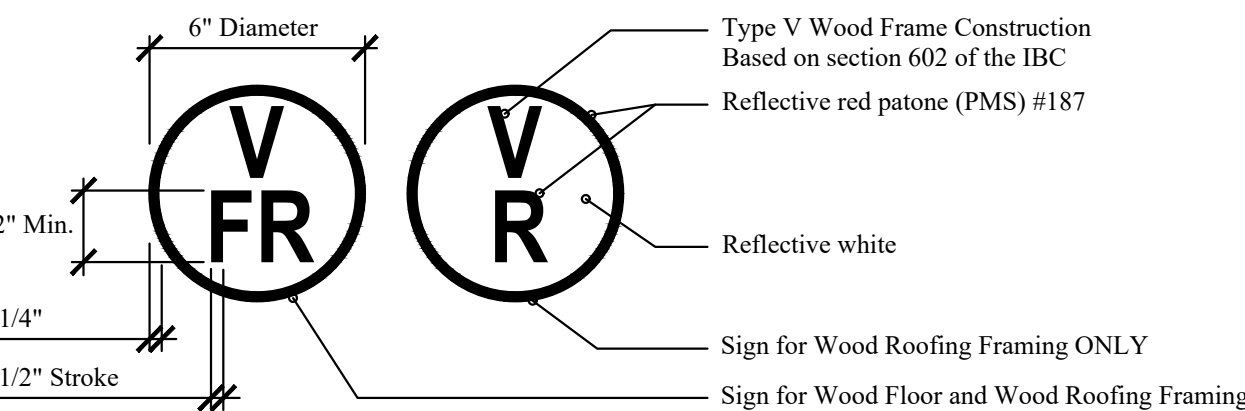 6" Diameter
Type V Wood Frame Construction
Based on section 602 of the IBC
Reflective red patone (PMS) #187
V
FR
V
R
2" Min.
Reflective white
1/4"
Sign for Wood Roofing Framing ONLY
1/2" Stroke
Sign for Wood Floor and Wood Roofing Framing